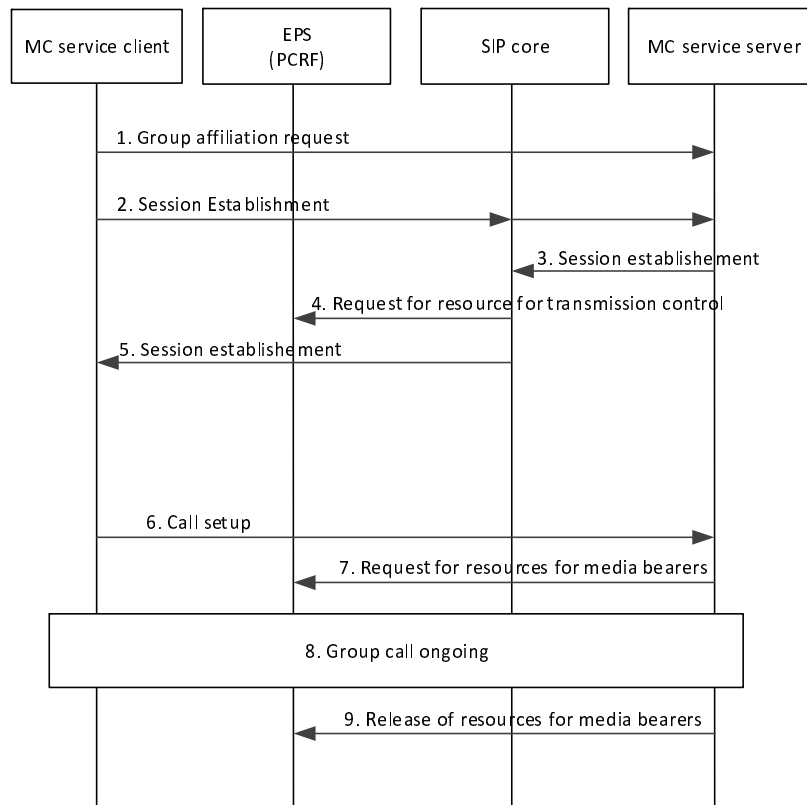 MC service client
EPS
(PCRF)
SIP core
MC service server
1. Group affiliation request
2. Session Establishment
3. Session establishement
4. Request for resource for transmission control
5. Session establishement
6. Call setup
7. Request for resources for media bearers
8. Group call ongoing
9. Release of resources for media bearers